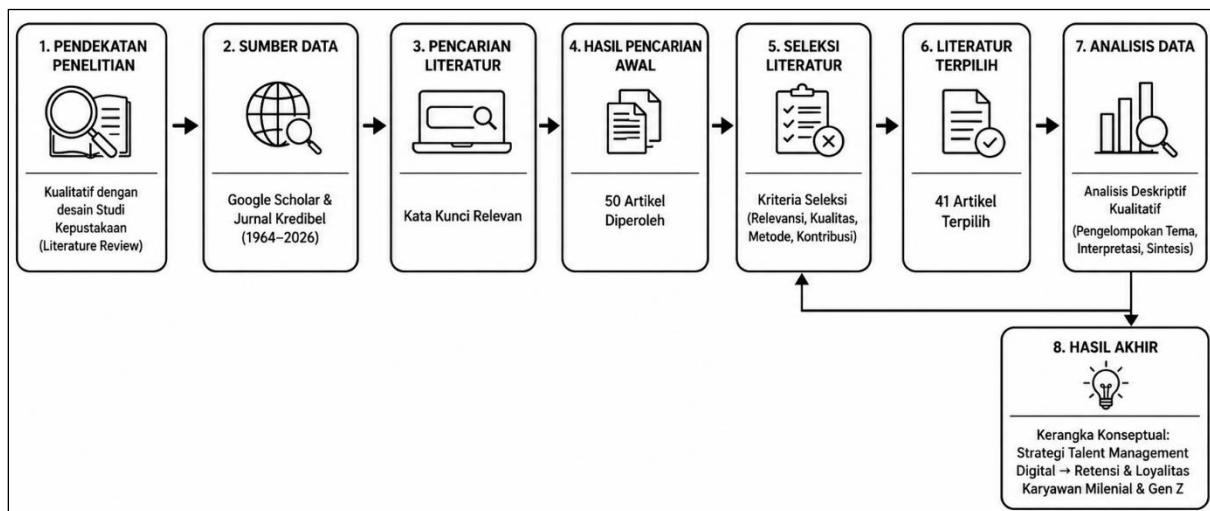 1. PENDEKATAN
PENELITIAN
Kualitatif dengan
desain Studi
Kepustakaan
(Literature Review)
2. SUMBER DATA
Google Scholar &
Jurnal Kredibel
(1964–2026)
3. PENCARIAN
LITERATUR
Kata Kunci Relevan
4. HASIL PENCARIAN
AWAL
50 Artikel
Diperoleh
5. SELEKSI
LITERATUR
Kriteria Seleksi
(Relevansi, Kualitas,
Metode, Kontribusi)
6. LITERATUR
TERPILIH
41 Artikel
Terpilih
7. ANALISIS DATA
Analisis Deskriptif
Kualitatif
(Pengelompokan Tema,
Interpretasi, Sintesis)
8. HASIL AKHIR
Kerangka Konseptual:
Strategi Talent Management
Digital → Retensi & Loyalitas
Karyawan Milenial & Gen Z